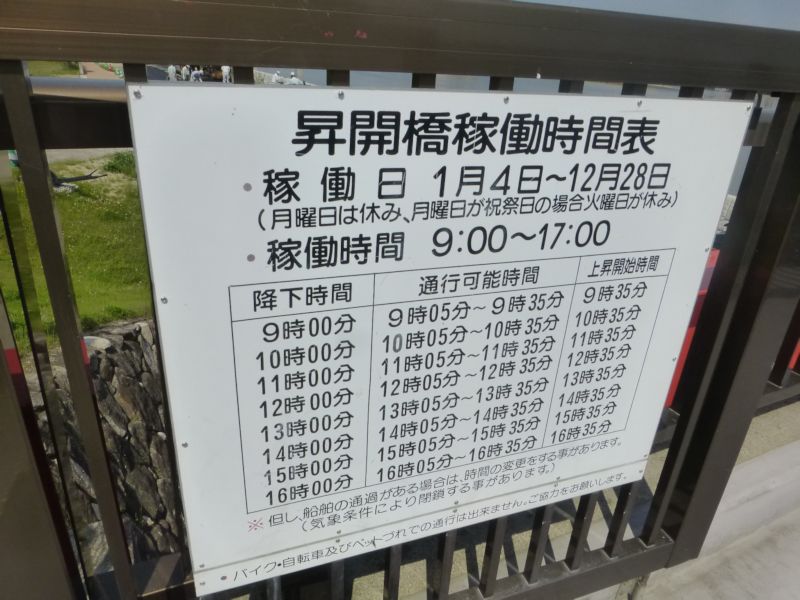 昇開橋稼働時間表
・稼働日 1月4日～12月28日
(月曜日は休み、月曜日が祝祭日の場合火曜日が休み)
・稼働時間 9:00～17:00
降下時間 通行可能時間 上昇開始時間
9時00分 9時05分～9時35分 9時35分
10時00分 10時05分～10時35分 10時35分
11時00分 11時05分～11時35分 11時35分
12時00分 12時05分～12時35分 12時35分
13時00分 13時05分～13時35分 13時35分
14時00分 14時05分～14時35分 14時35分
15時00分 15時05分～15時35分 15時35分
16時00分 16時05分～16時35分 16時35分
※但し、船舶の通過がある場合は、時間の変更をする事があります。
(気象条件により閉鎖する事があります。)
・バイク・自転車及びペットづれでの通行は出来ません。ご協力をお願いします。